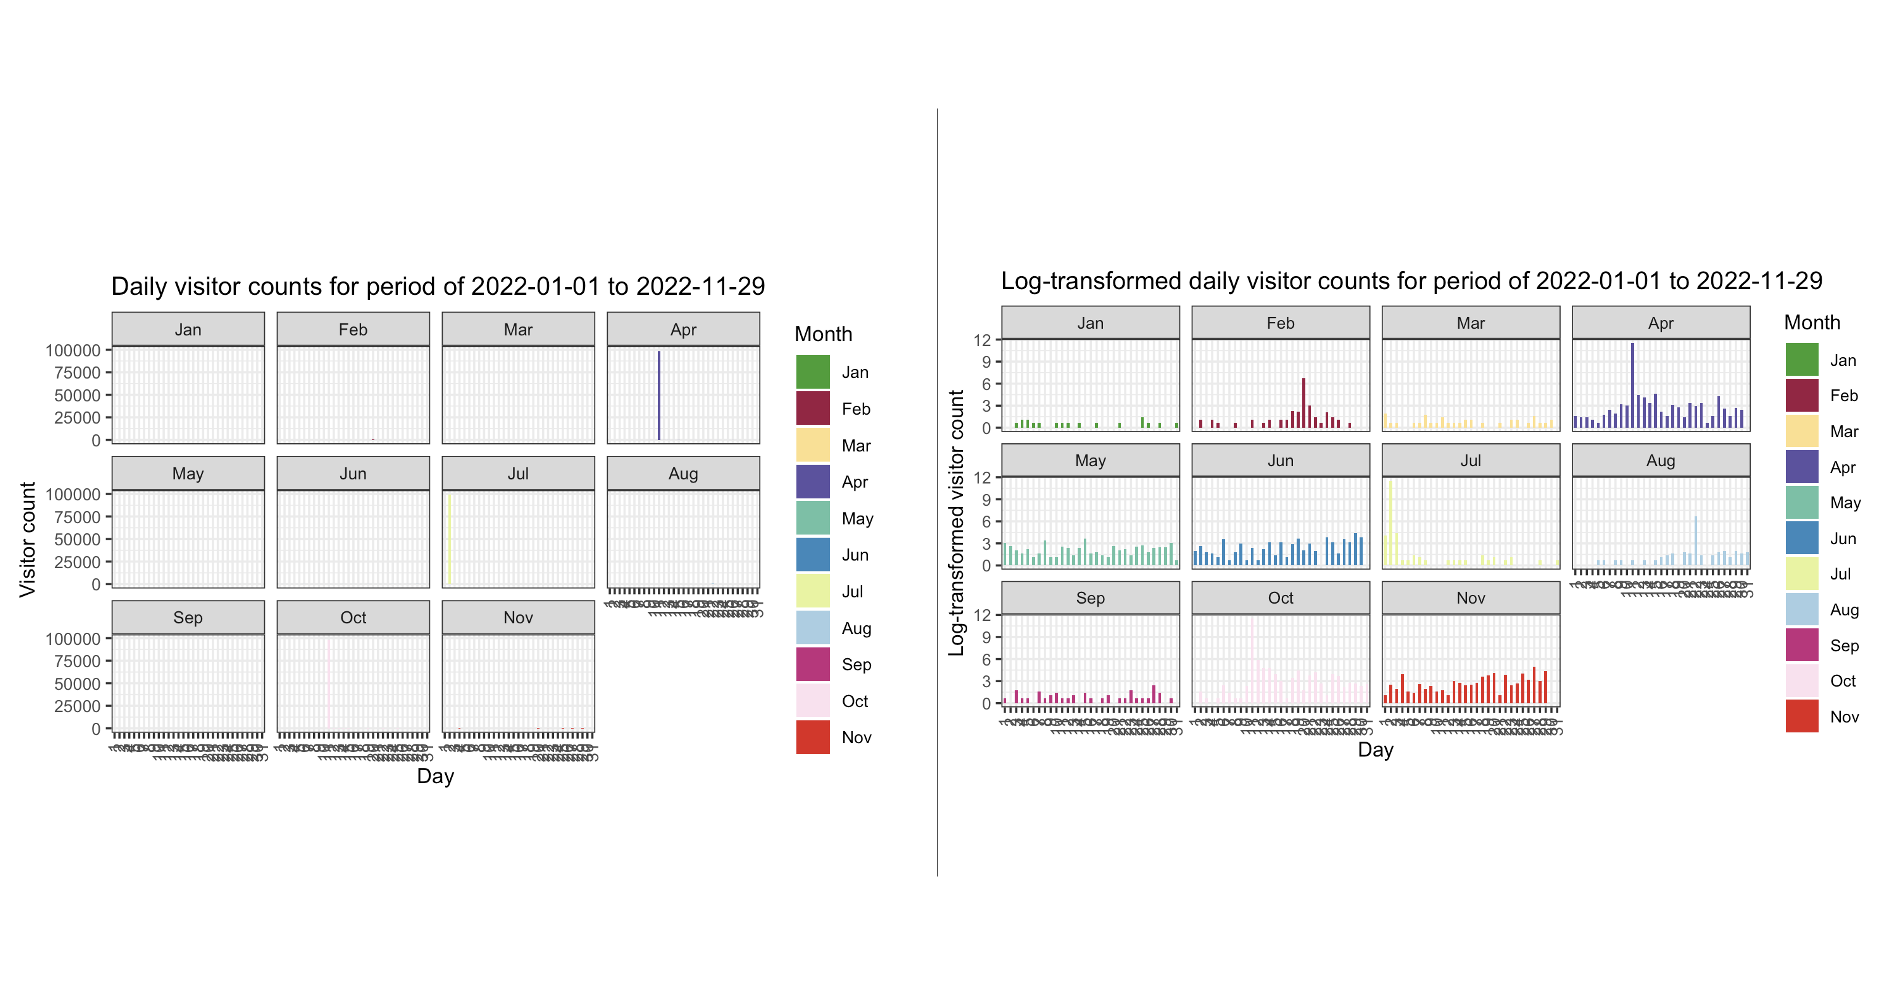 Daily visitor counts for period of 2022-01-01 to 2022-11-29
Jan
Feb
Mar
Apr
100000
75000
50000
25000
0
May
Jun
Jul
Aug
100000
75000
50000
25000
0
Sep
Oct
Nov
100000
75000
50000
25000
0
Visitor count
Day
Month
Jan
Feb
Mar
Apr
May
Jun
Jul
Aug
Sep
Oct
Nov
Log-transformed daily visitor counts for period of 2022-01-01 to 2022-11-29
Jan
Feb
Mar
Apr
12
9
6
3
0
May
Jun
Jul
Aug
12
9
6
3
0
Sep
Oct
Nov
12
9
6
3
0
Log-transformed visitor count
Day
Month
Jan
Feb
Mar
Apr
May
Jun
Jul
Aug
Sep
Oct
Nov